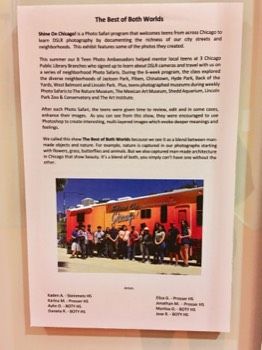 The Best of Both Worlds
Shine On Chicago! is a Photo Safari program that welcomes teens from across Chicago to
learn DSLR photography by documenting the richness of our city streets and
neighborhoods. This exhibit features some of the photos they created.
This summer our 8 Teen Photo Ambassadors helped mentor local teens at 3 Chicago
Public Library Branches who signed up to learn about DSLR cameras and travel with us on
a series of neighborhood Photo Safaris. During the 6-week program, the class explored
the diverse neighborhoods of Jackson Park, Pilsen, Chinatown, Hyde Park, Back of the
Yards, West Belmont and Lincoln Park. Plus, teens photographed museums during weekly
Photo Safaris to The Nature Museum, The Mexican Art Museum, Shedd Aquarium, Lincoln
Park Zoo & Conservatory and The Art Institute.
After each Photo Safari, the teens were given time to review, edit and in some cases,
enhance their images. As you can see from this show, they were encouraged to use
Photoshop to create interesting, multi-layered images which evoke deeper meanings and
feelings.
We called this show The Best of Both Worlds because we see it as a blend between man-
made objects and nature. For example, nature is captured in our photographs starting
with flowers, grass, butterflies and animals. But we also captured man-made architecture
in Chicago that show beauty. It's a blend of both, you simply can't have one without the
other.
Chicago!
Kaden A. - Steinmetz HS
Karina M. - Prosser HS
Daniela R. - BOTY HS
Eliza G. - Prosser HS
Jonathan M. - Prosser HS
Maritza G. - BOTY HS
Jose R. - BOTY HS